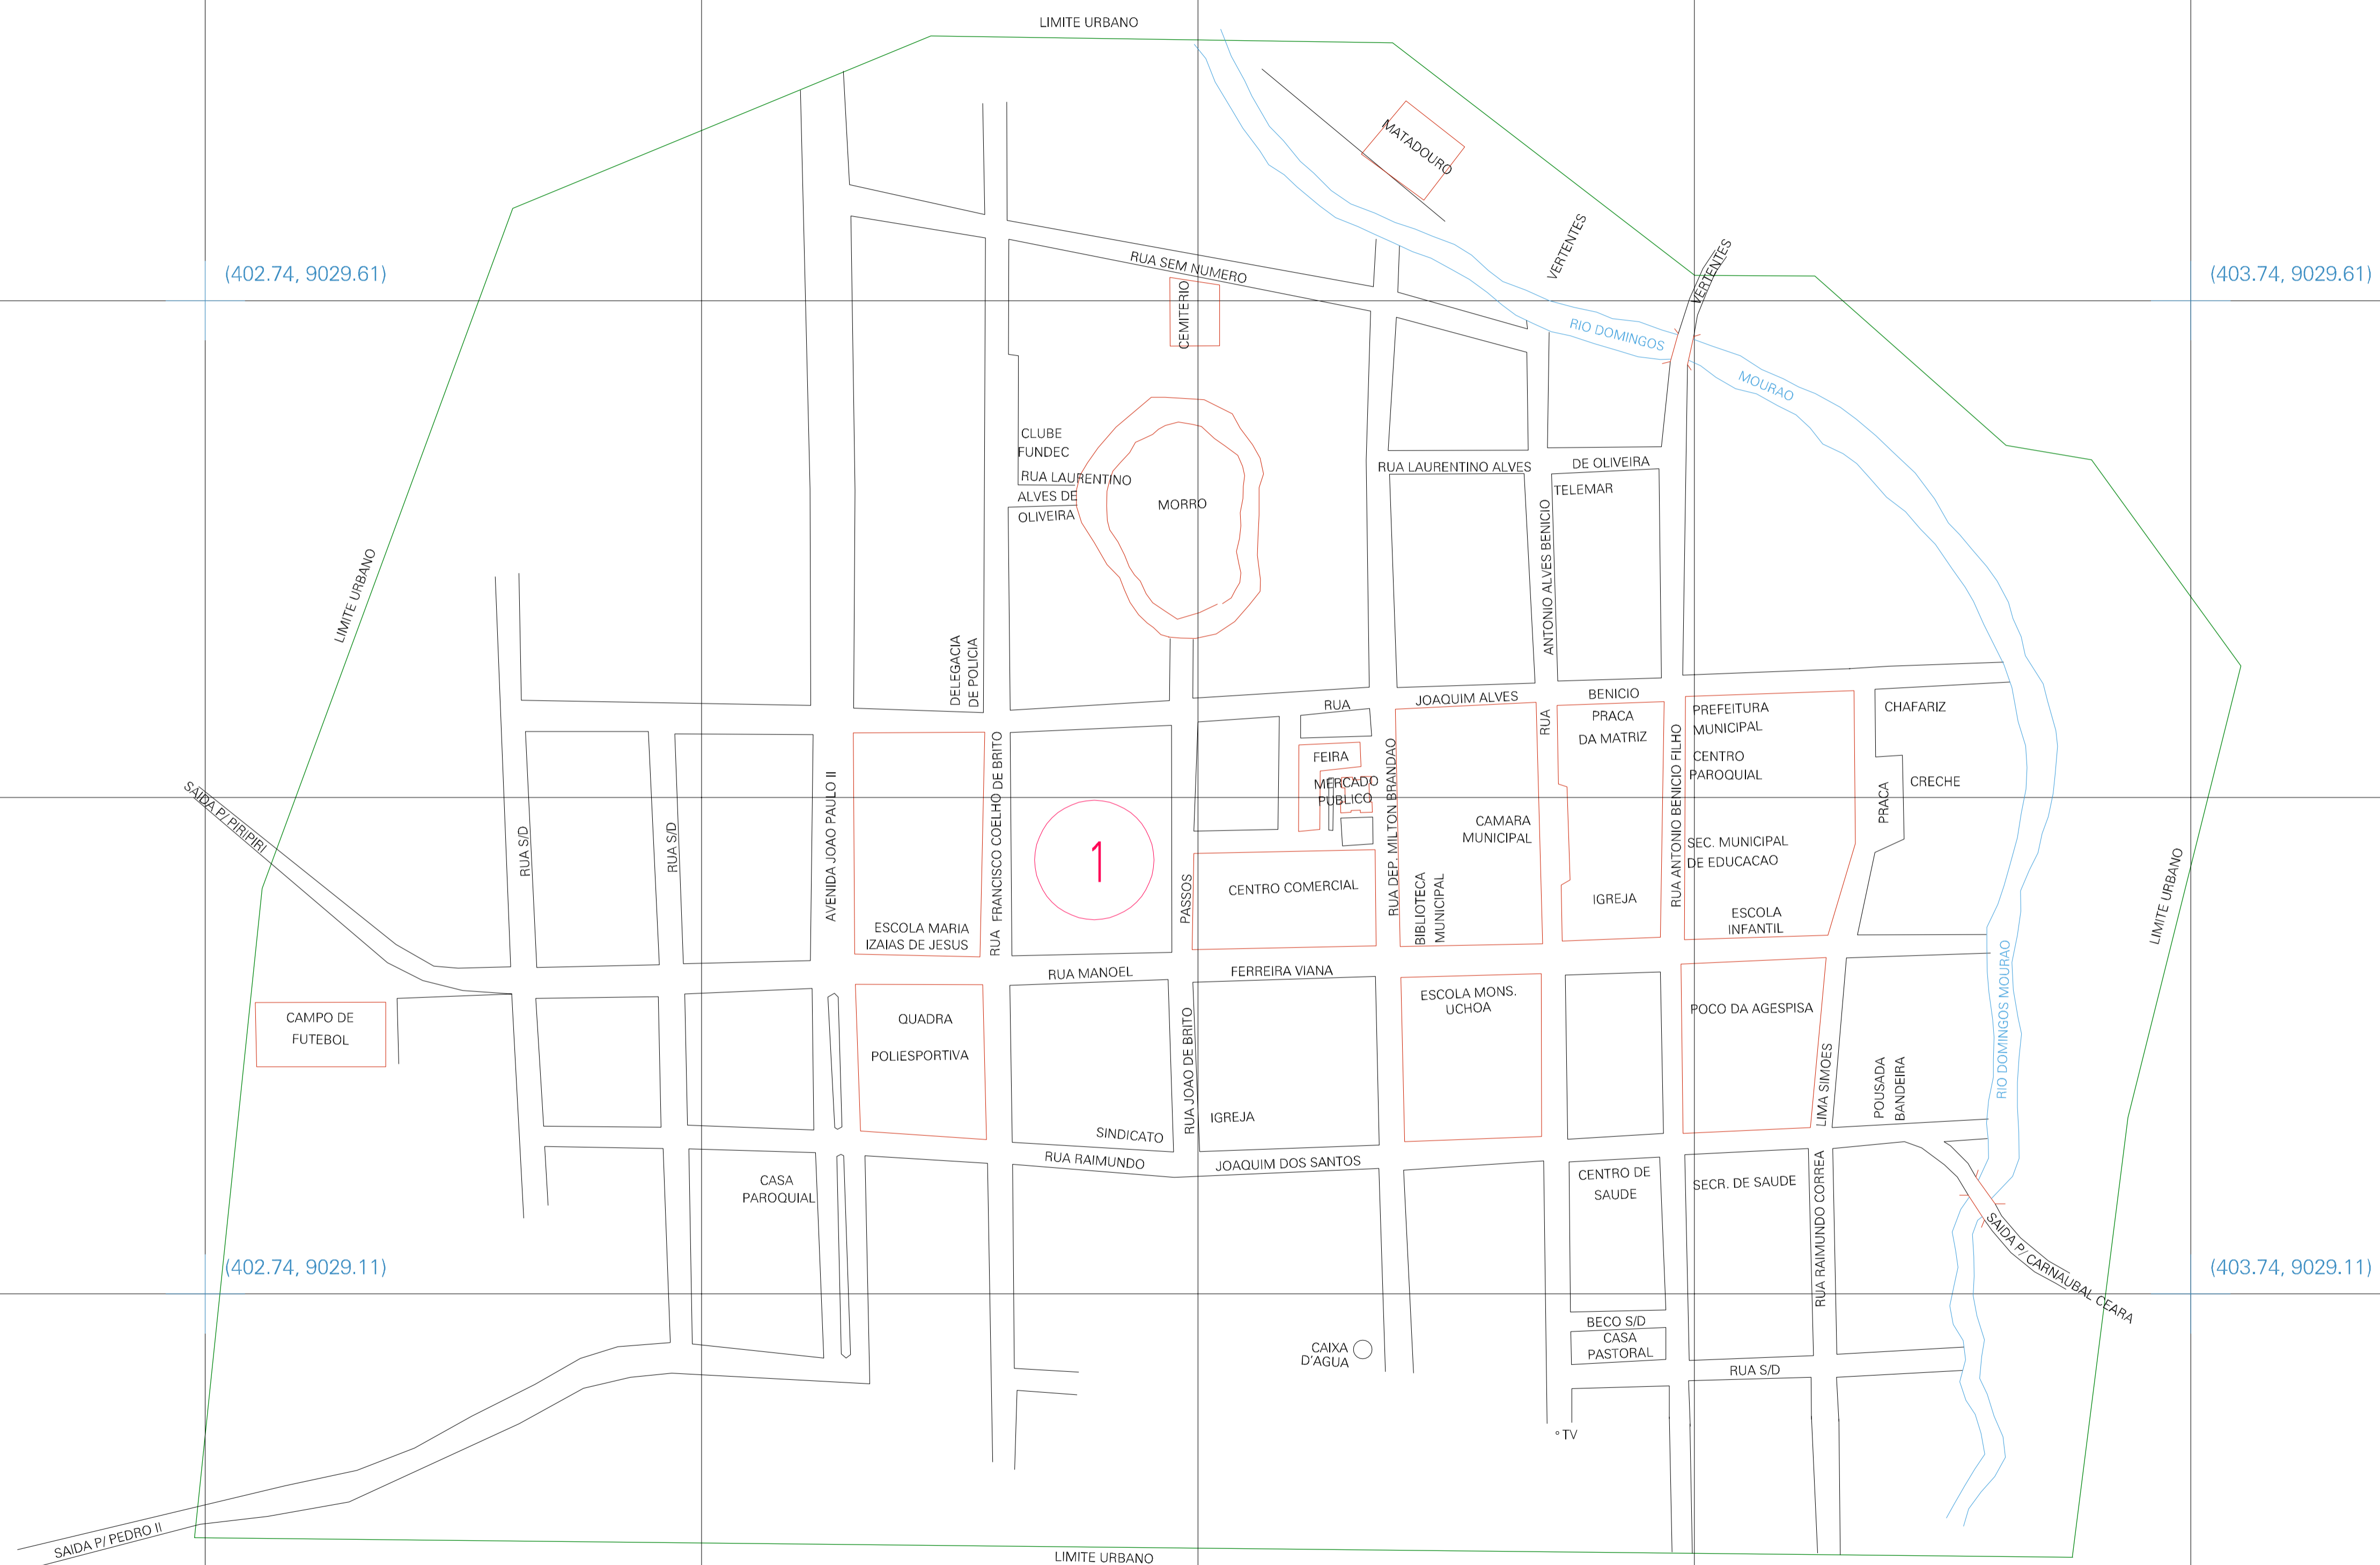 LIMITE URBANO
MATADOURO
VERTENTES
VERTENTES
(402.74, 9029.61)
(403.74, 9029.61)
RUA SEM NUMERO
CEMITERIO
RIO DOMINGOS
MOURAO
CLUBE
FUNDEC
RUA LAURENTINO
ALVES DE
OLIVEIRA
MORRO
RUA LAURENTINO ALVES
DE OLIVEIRA
TELEMAR
ANTONIO ALVES BENICIO
RUA
LIMITE URBANO
DELEGACIA
DE POLICIA
RUA
JOAQUIM ALVES
BENICIO
PRACA
DA MATRIZ
PREFEITURA
MUNICIPAL
CENTRO
PAROQUIAL
CHAFARIZ
CRECHE
PRACA
FEIRA
MERCADO
PUBLICO
SAIDA P/ PIRIPIRI
RUA S/D
RUA S/D
AVENIDA JOAO PAULO II
RUA FRANCISCO COELHO DE BRITO
1
PASSOS
RUA DEP. MILTON BRANDAO
RUA ANTONIO BENICIO FILHO
CAMARA
MUNICIPAL
SEC. MUNICIPAL
DE EDUCACAO
CENTRO COMERCIAL
BIBLIOTECA
MUNICIPAL
IGREJA
ESCOLA
INFANTIL
LIMITE URBANO
ESCOLA MARIA
IZAIAS DE JESUS
RUA MANOEL
FERREIRA VIANA
CAMPO DE
FUTEBOL
QUADRA
POLIESPORTIVA
ESCOLA MONS.
UCHOA
POCO DA AGESPISA
RIO DOMINGOS MOURAO
RUA JOAO DE BRITO
LIMA SIMOES
POUSADA
BANDEIRA
SINDICATO
IGREJA
RUA RAIMUNDO
JOAQUIM DOS SANTOS
CASA
PAROQUIAL
CENTRO DE
SAUDE
SECR. DE SAUDE
RUA RAIMUNDO CORREA
SAIDA P/ CARNAUBAL CEARA
(402.74, 9029.11)
(403.74, 9029.11)
BECO S/D
CASA
PASTORAL
CAIXA
D'AGUA
RUA S/D
TV
SAIDA P/ PEDRO II
LIMITE URBANO